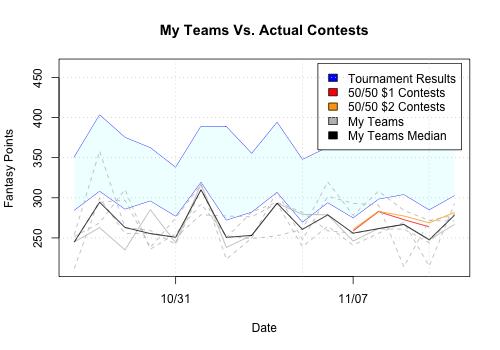 My Teams Vs. Actual Contests
Tournament Results
50/50 $1 Contests
50/50 $2 Contests
My Teams
My Teams Median
Fantasy Points
450
400
350
300
250
10/31
11/07
Date